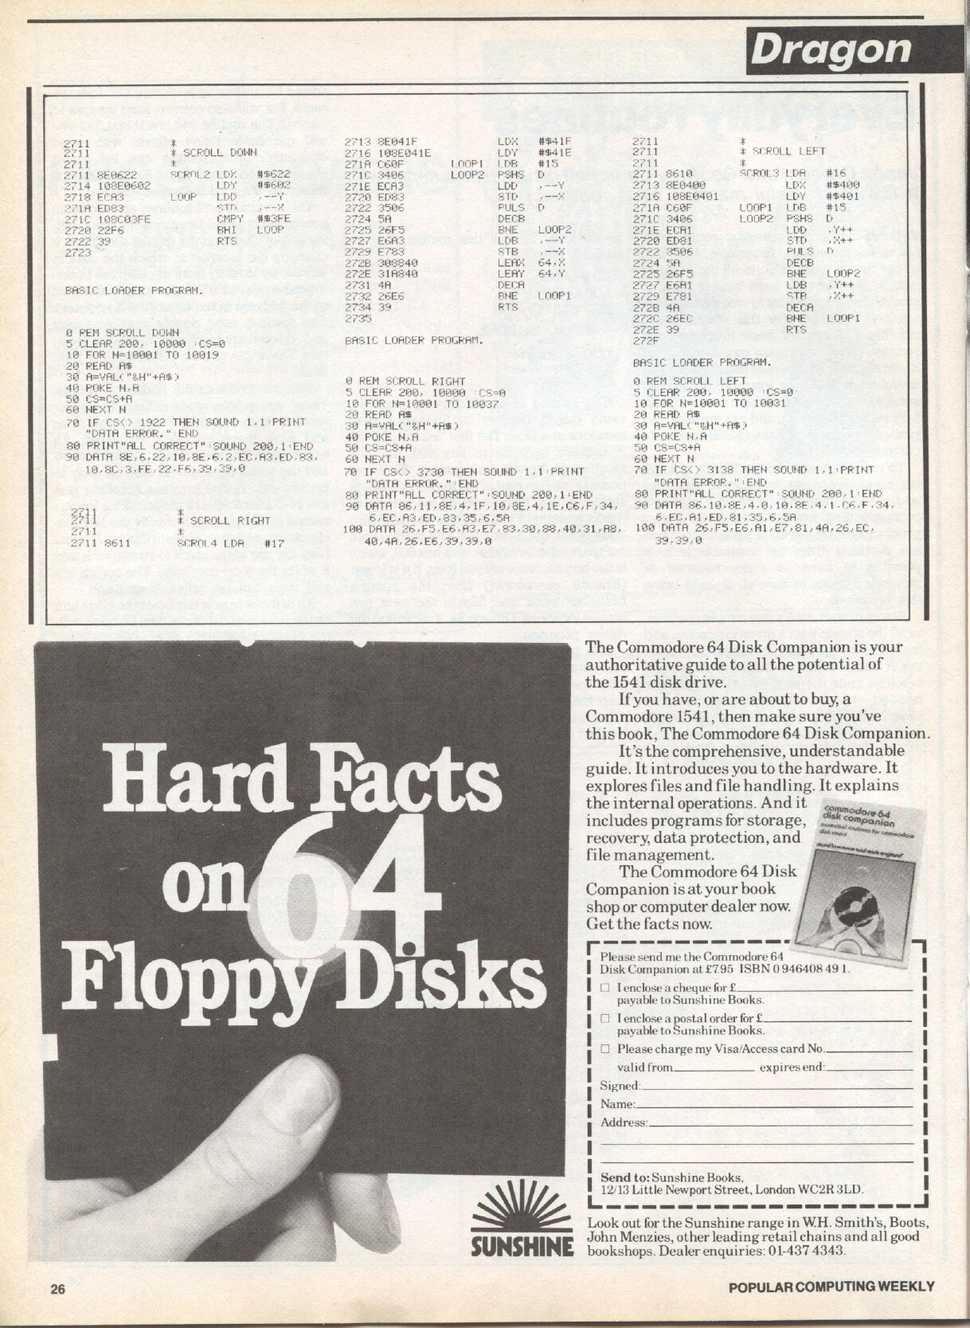 Dragon
2711 *
2711 * SCROLL DOWN
2711 *
2711 8E0622 SCROL2 LDX #$622
2714 108E0602 LDY #$602
2718 ECA3 LOOP LDD ,--Y
271A ED83 STD ,--X
271C 108C03FE CMPY #$3FE
2720 22F6 BHI LOOP
2722 39 RTS
2723
BASIC LOADER PROGRAM.
0 REM SCROLL DOWN
5 CLEAR 200, 10000 :CS=0
10 FOR N=10001 TO 10019
20 READ A$
30 A=VAL("&H"+A$)
40 POKE N,A
50 CS=CS+A
60 NEXT N
70 IF CS<> 1922 THEN SOUND 1,1:PRINT
"DATA ERROR.":END
80 PRINT"ALL CORRECT":SOUND 200,1:END
90 DATA 8E,6,22,10,8E,6,2,EC,A3,ED,83,
10,8C,3,FE,22,F6,39,39,0
2711 *
2711 * SCROLL RIGHT
2711 *
2711 8611 SCROL4 LDA #17
2713 8E041F LDX #$41F
2716 108E041E LDY #$41E
271A C60F LOOP1 LDB #15
271C 3406 LOOP2 PSHS D
271E ECA3 LDD ,--Y
2720 ED83 STD ,--X
2722 3506 PULS D
2724 5A DECB
2725 26F5 BNE LOOP2
2727 E6A3 LDB ,--Y
2729 E783 STB ,--X
272B 308840 LEAX 64,X
272E 31A840 LEAY 64,Y
2731 4A DECA
2732 26E6 BNE LOOP1
2734 39 RTS
2735
BASIC LOADER PROGRAM.
0 REM SCROLL RIGHT
5 CLEAR 200, 10000 :CS=0
10 FOR N=10001 TO 10037
20 READ A$
30 A=VAL("&H"+A$)
40 POKE N,A
50 CS=CS+A
60 NEXT N
70 IF CS<> 3730 THEN SOUND 1,1:PRINT
"DATA ERROR.":END
80 PRINT"ALL CORRECT":SOUND 200,1:END
90 DATA 86,11,8E,4,1F,10,8E,4,1E,C6,F,34,
6,EC,A3,ED,83,35,6,5A
100 DATA 26,F5,E6,A3,E7,83,30,88,40,31,A8,
40,4A,26,E6,39,39,0
2711 *
2711 * SCROLL LEFT
2711 *
2711 8610 SCROL3 LDA #16
2713 8E0400 LDX #$400
2716 108E0401 LDY #$401
271A C60F LOOP1 LDB #15
271C 3406 LOOP2 PSHS D
271E ECA1 LDD ,Y++
2720 ED81 STD ,X++
2722 3506 PULS D
2724 5A DECB
2725 26F5 BNE LOOP2
2727 E6A1 LDB ,Y++
2729 E781 STB ,X++
272B 4A DECA
272C 26EC BNE LOOP1
272E 39 RTS
272F
BASIC LOADER PROGRAM.
0 REM SCROLL LEFT
5 CLEAR 200, 10000 :CS=0
10 FOR N=10001 TO 10031
20 READ A$
30 A=VAL("&H"+A$)
40 POKE N,A
50 CS=CS+A
60 NEXT N
70 IF CS<> 3138 THEN SOUND 1,1:PRINT
"DATA ERROR.":END
80 PRINT"ALL CORRECT":SOUND 200,1:END
90 DATA 86,10,8E,4,0,10,8E,4,1,C6,F,34,
6,EC,A1,ED,81,35,6,5A
100 DATA 26,F5,E6,A1,E7,81,4A,26,EC,
39,39,0
Hard Facts
on 64
Floppy Disks
SUNSHINE
The Commodore 64 Disk Companion is your
authoritative guide to all the potential of
the 1541 disk drive.
If you have, or are about to buy, a
Commodore 1541, then make sure you've
this book, The Commodore 64 Disk Companion.
It's the comprehensive, understandable
guide. It introduces you to the hardware. It
explores files and file handling. It explains
the internal operations. And it
includes programs for storage,
recovery, data protection, and
file management.
The Commodore 64 Disk
Companion is at your book
shop or computer dealer now.
Get the facts now.
commodore 64
disk companion
essential routines for commodore
disk users
Please send me the Commodore 64
Disk Companion at £7.95 ISBN 0 946408 49 1.
I enclose a cheque for £
payable to Sunshine Books.
I enclose a postal order for £
payable to Sunshine Books.
Please charge my Visa/Access card No.
valid from expires end:
Signed:
Name:
Address:
Send to: Sunshine Books,
12/13 Little Newport Street, London WC2R 3LD.
Look out for the Sunshine range in W.H. Smith's, Boots,
John Menzies, other leading retail chains and all good
bookshops. Dealer enquiries: 01-437 4343.
26
POPULAR COMPUTING WEEKLY